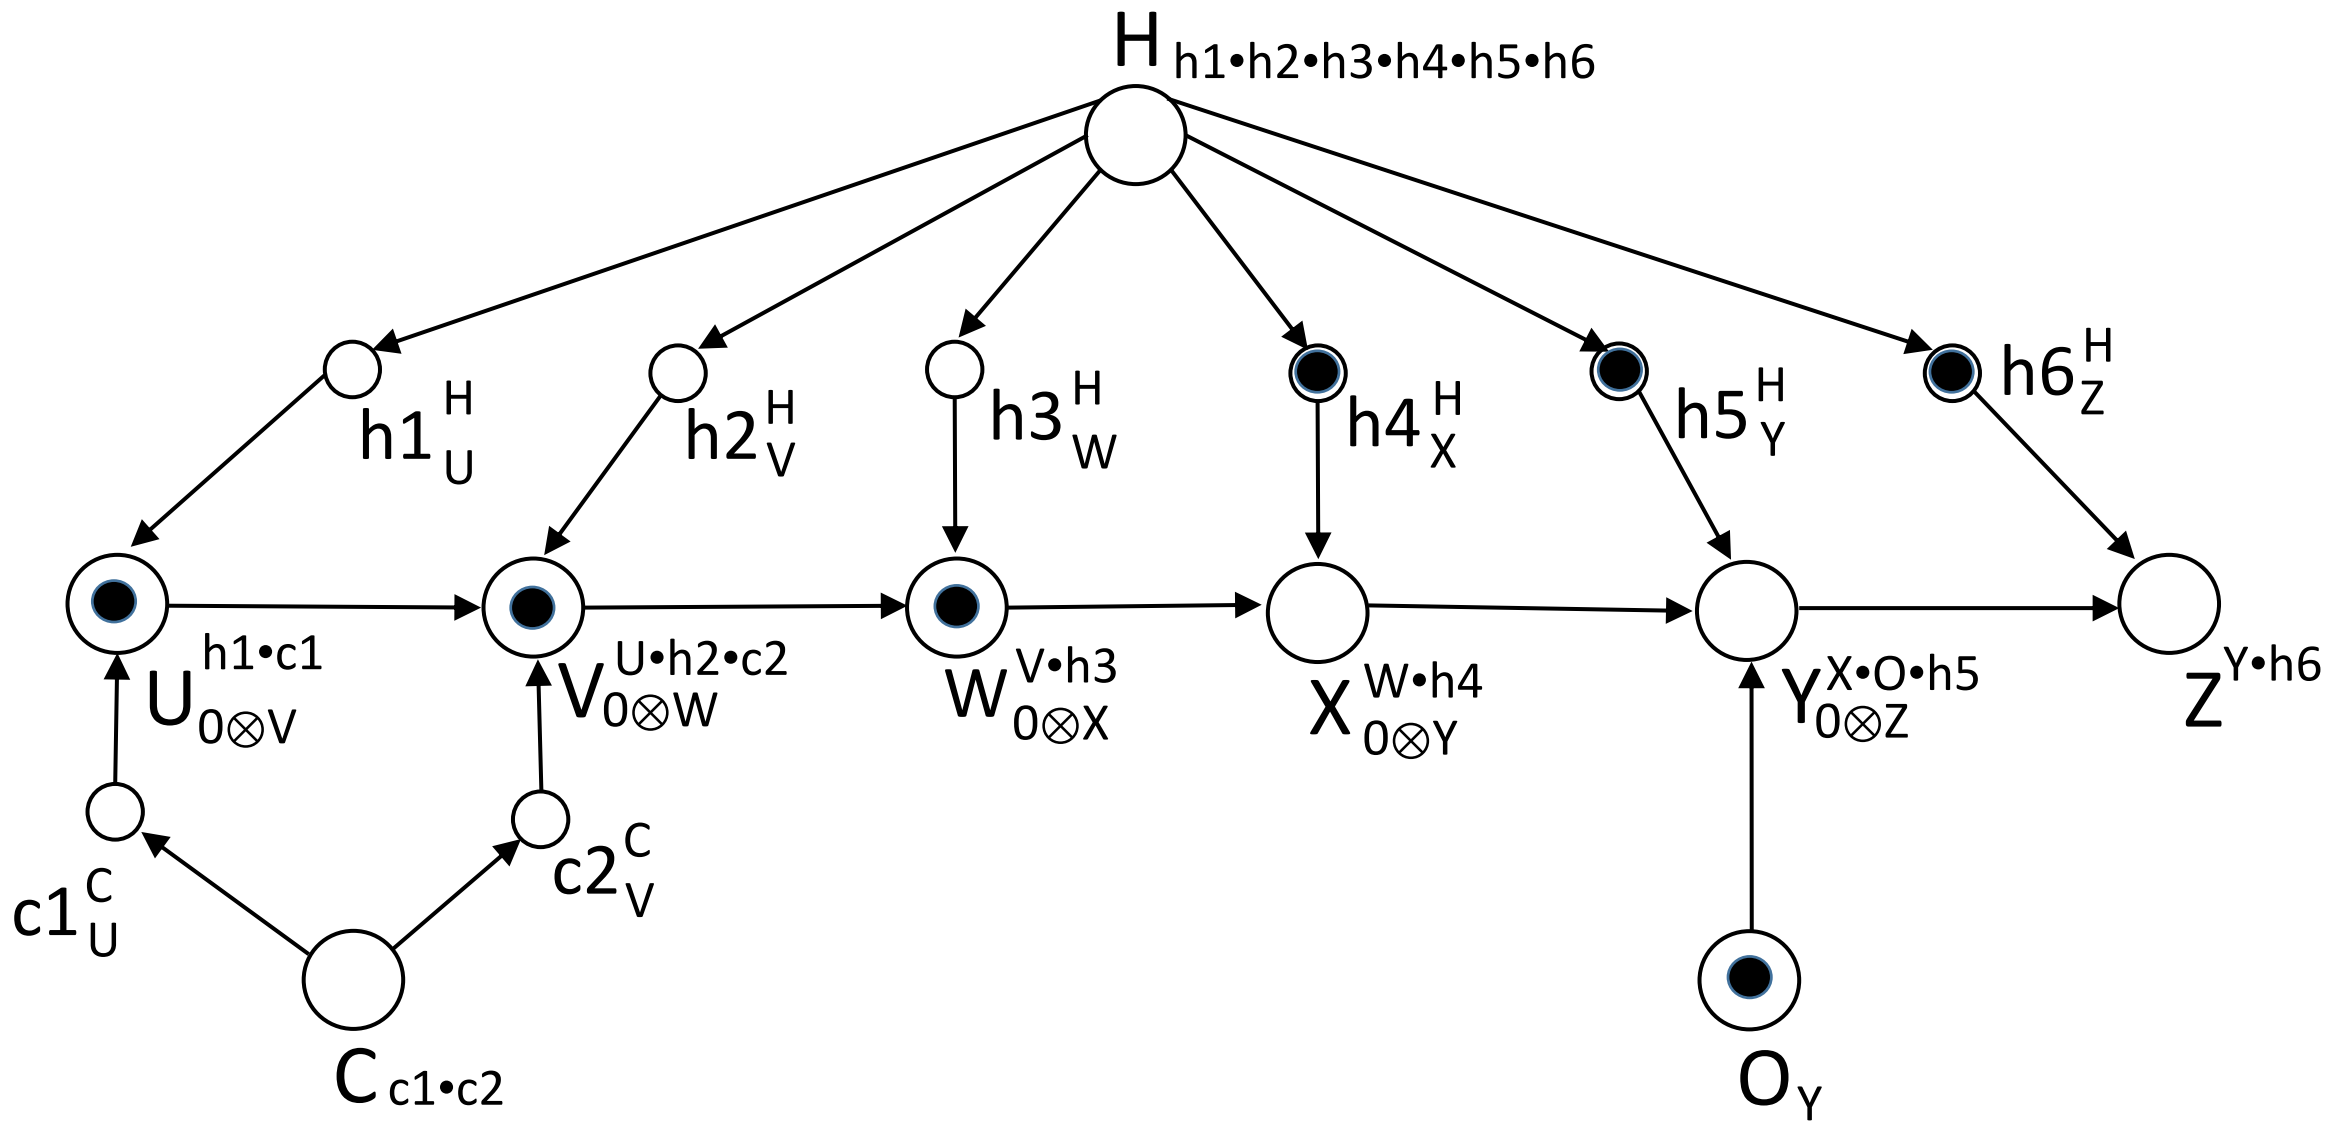 H h1•h2•h3•h4•h5•h6
h1 H U
h2 H V
h3 H W
h4 H X
h5 H Y
h6 H Z
U h1•c1 0⊗V
V U•h2•c2 0⊗W
W V•h3 0⊗X
X W•h4 0⊗Y
Y X•O•h5 0⊗Z
Z Y•h6
c1 C U
c2 C V
C c1•c2
O Y